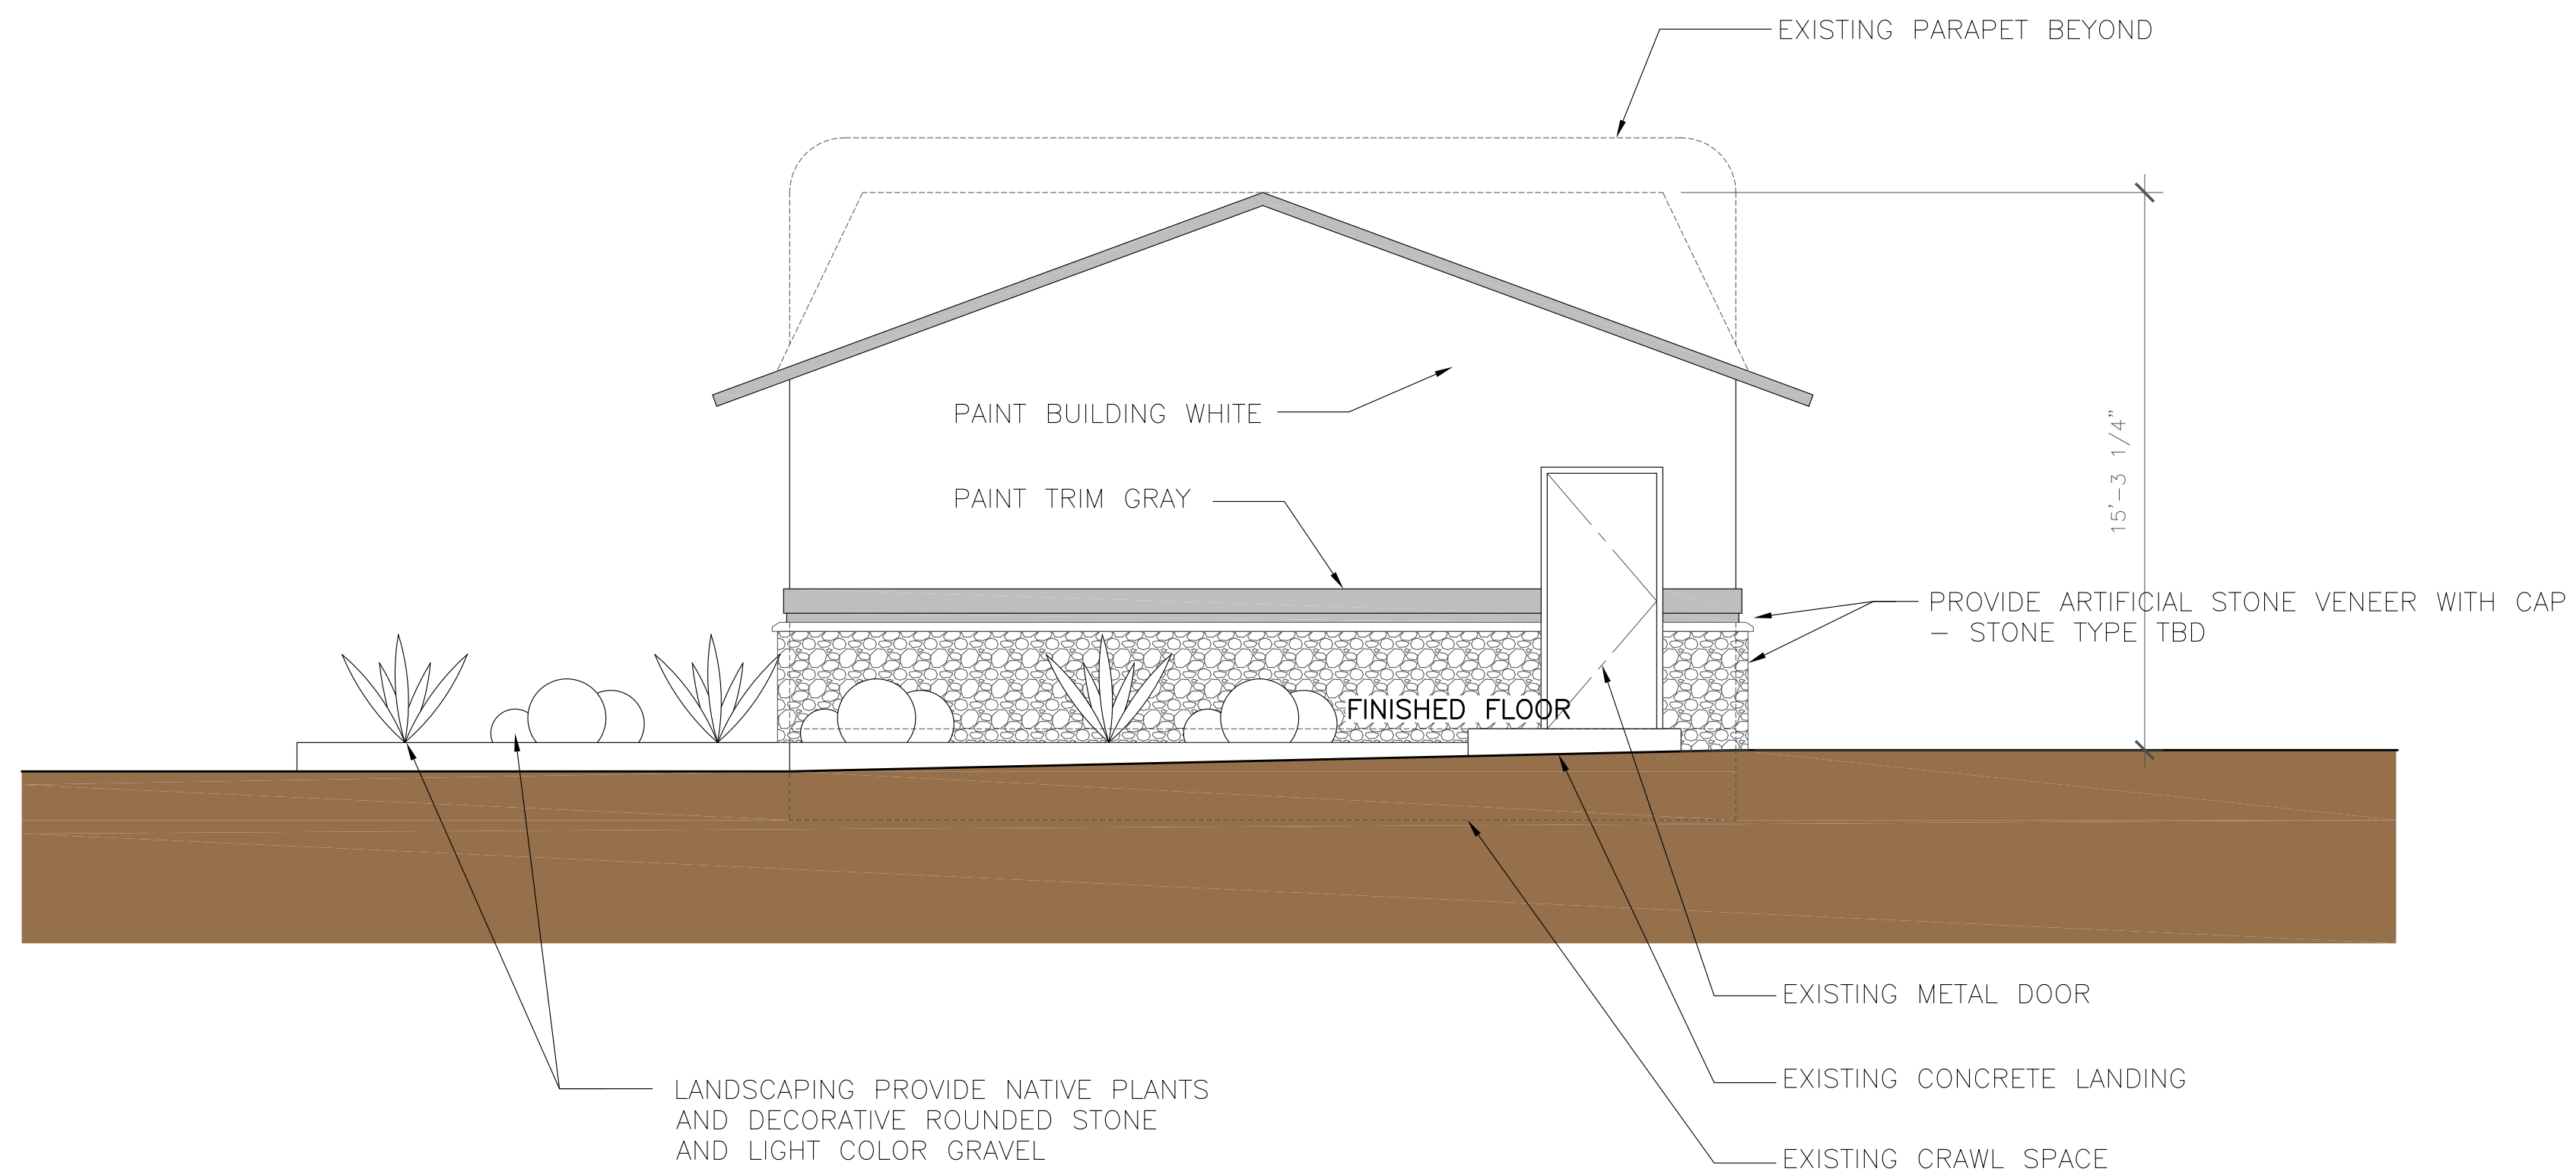 EXISTING PARAPET BEYOND
PAINT BUILDING WHITE
PAINT TRIM GRAY
15'-3 1/4"
PROVIDE ARTIFICIAL STONE VENEER WITH CAP
- STONE TYPE TBD
FINISHED FLOOR
EXISTING METAL DOOR
EXISTING CONCRETE LANDING
EXISTING CRAWL SPACE
LANDSCAPING PROVIDE NATIVE PLANTS
AND DECORATIVE ROUNDED STONE
AND LIGHT COLOR GRAVEL